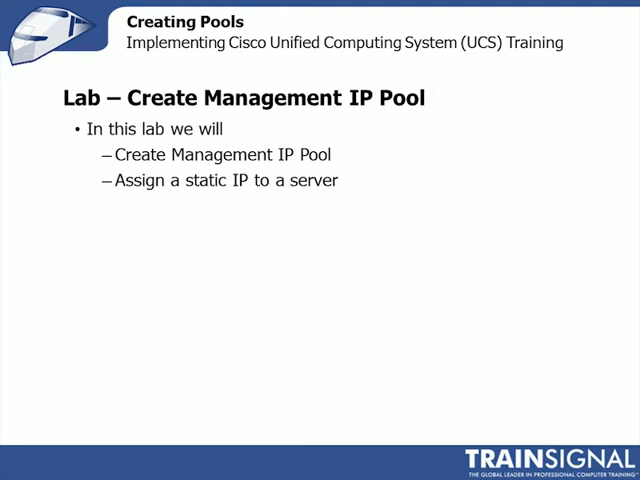 Creating Pools
Implementing Cisco Unified Computing System (UCS) Training
Lab – Create Management IP Pool
• In this lab we will
– Create Management IP Pool
– Assign a static IP to a server
TRAINSIGNAL
THE GLOBAL LEADER IN PROFESSIONAL COMPUTER TRAINING